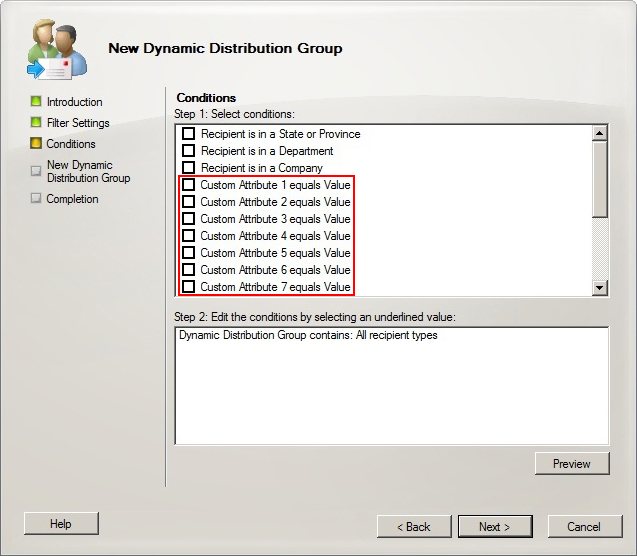 New Dynamic Distribution Group
Introduction
Filter Settings
Conditions
New Dynamic
Distribution Group
Completion
Conditions
Step 1: Select conditions:
Recipient is in a State or Province
Recipient is in a Department
Recipient is in a Company
Custom Attribute 1 equals Value
Custom Attribute 2 equals Value
Custom Attribute 3 equals Value
Custom Attribute 4 equals Value
Custom Attribute 5 equals Value
Custom Attribute 6 equals Value
Custom Attribute 7 equals Value
Step 2: Edit the conditions by selecting an underlined value:
Dynamic Distribution Group contains: All recipient types
Preview
Help
< Back
Next >
Cancel